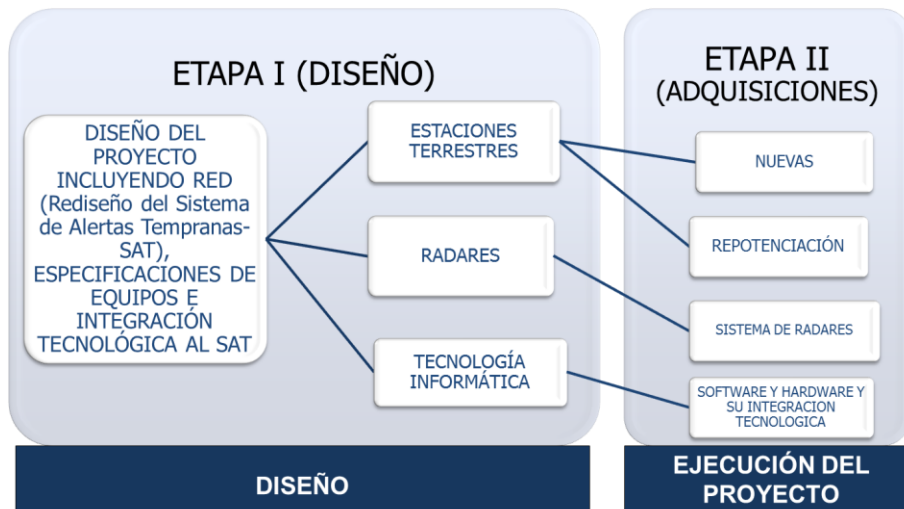 ETAPA I (DISEÑO)
DISEÑO DEL
PROYECTO
INCLUYENDO RED
(Rediseño del Sistema
de Alertas Tempranas-
SAT),
ESPECIFICACIONES DE
EQUIPOS E
INTEGRACIÓN
TECNOLÓGICA AL SAT
ESTACIONES
TERRESTRES
RADARES
TECNOLOGÍA
INFORMÁTICA
DISEÑO
ETAPA II
(ADQUISICIONES)
NUEVAS
REPOTENCIACIÓN
SISTEMA DE RADARES
SOFTWARE Y HARDWARE Y
SU INTEGRACION
TECNOLOGICA
EJECUCIÓN DEL
PROYECTO